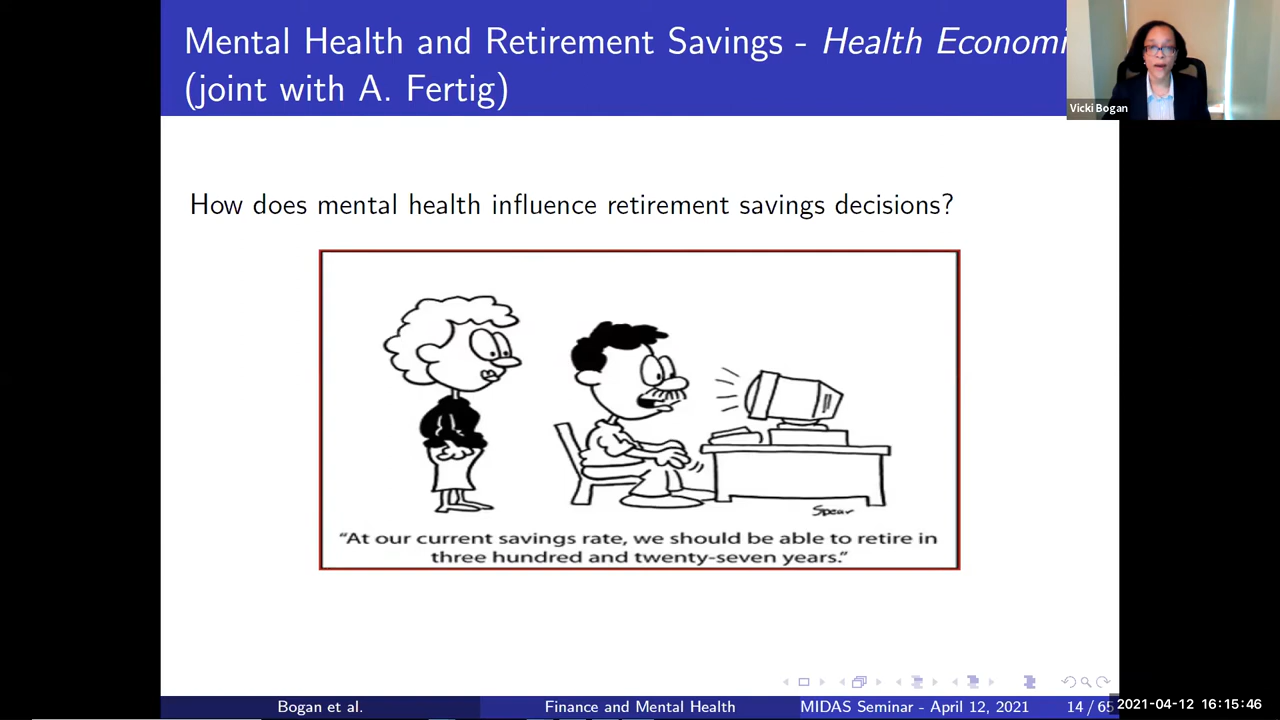 Mental Health and Retirement Savings - Health Economi
(joint with A. Fertig)
Vicki Bogan
How does mental health influence retirement savings decisions?
Spear
“At our current savings rate, we should be able to retire in
three hundred and twenty-seven years.”
Bogan et al. Finance and Mental Health MIDAS Seminar - April 12, 2021 14 / 65
2021-04-12 16:15:46